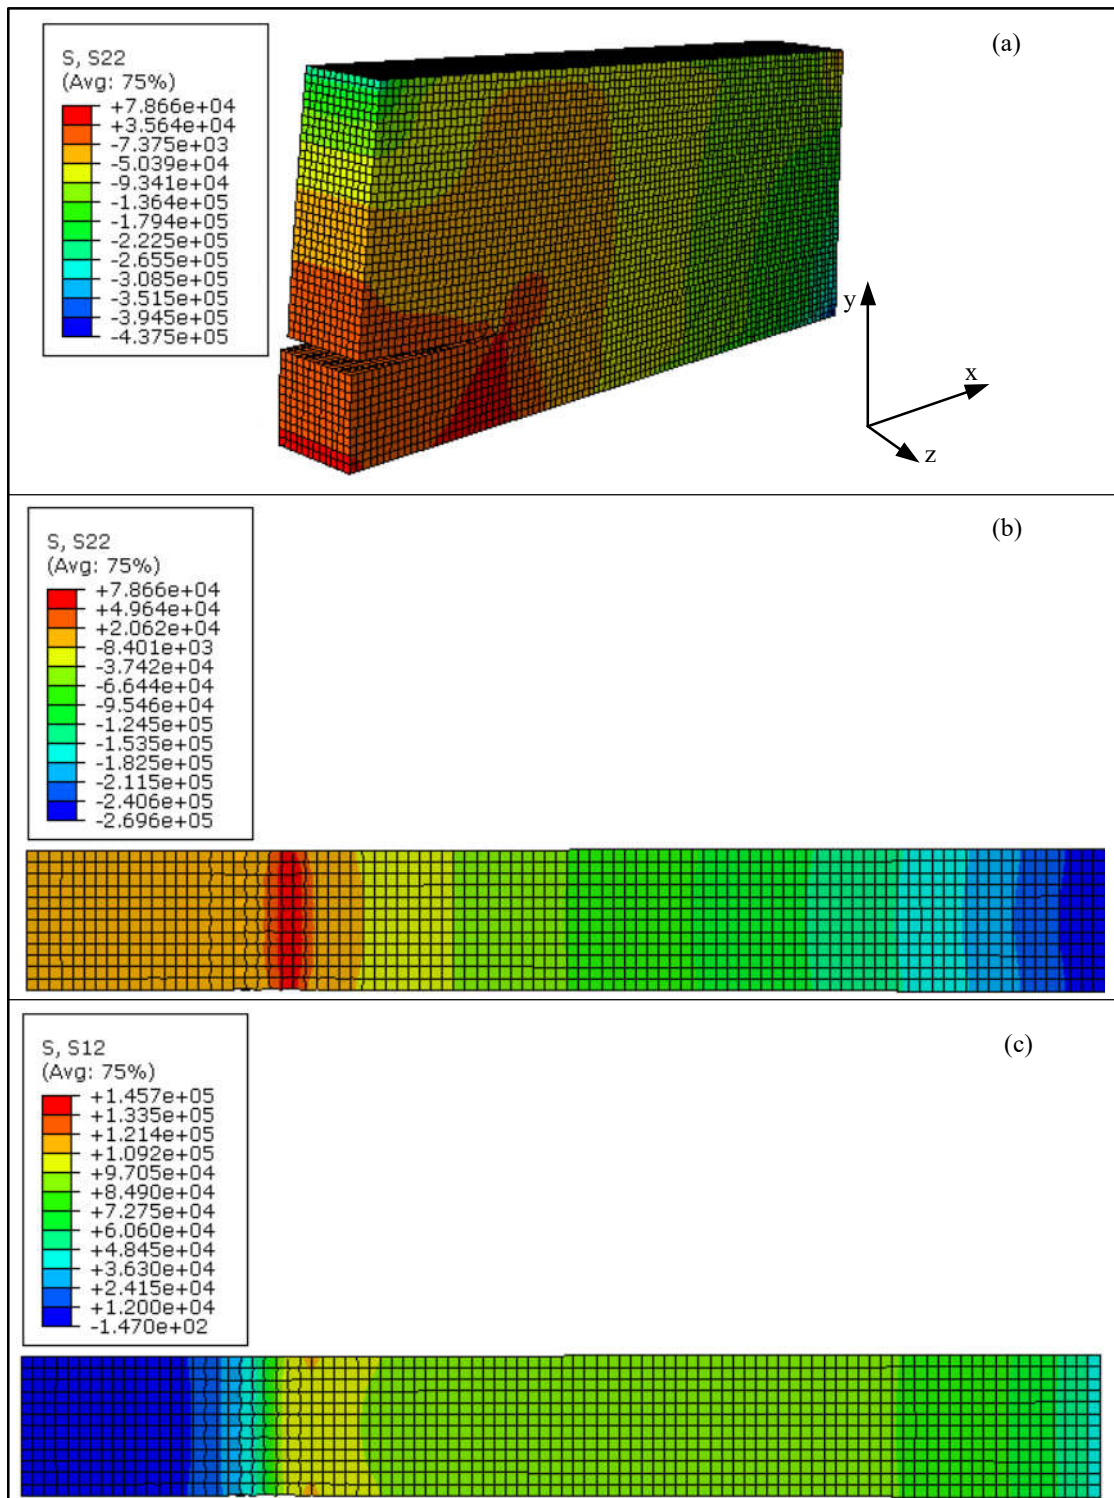 (a)
S, S22
(Avg: 75%)
+7.866e+04
+3.564e+04
-7.375e+03
-5.039e+04
-9.341e+04
-1.364e+05
-1.794e+05
-2.225e+05
-2.655e+05
-3.085e+05
-3.515e+05
-3.945e+05
-4.375e+05
y
x
z
(b)
S, S22
(Avg: 75%)
+7.866e+04
+4.964e+04
+2.062e+04
-8.401e+03
-3.742e+04
-6.644e+04
-9.546e+04
-1.245e+05
-1.535e+05
-1.825e+05
-2.115e+05
-2.406e+05
-2.696e+05
(c)
S, S12
(Avg: 75%)
+1.457e+05
+1.335e+05
+1.214e+05
+1.092e+05
+9.705e+04
+8.490e+04
+7.275e+04
+6.060e+04
+4.845e+04
+3.630e+04
+2.415e+04
+1.200e+04
-1.470e+02